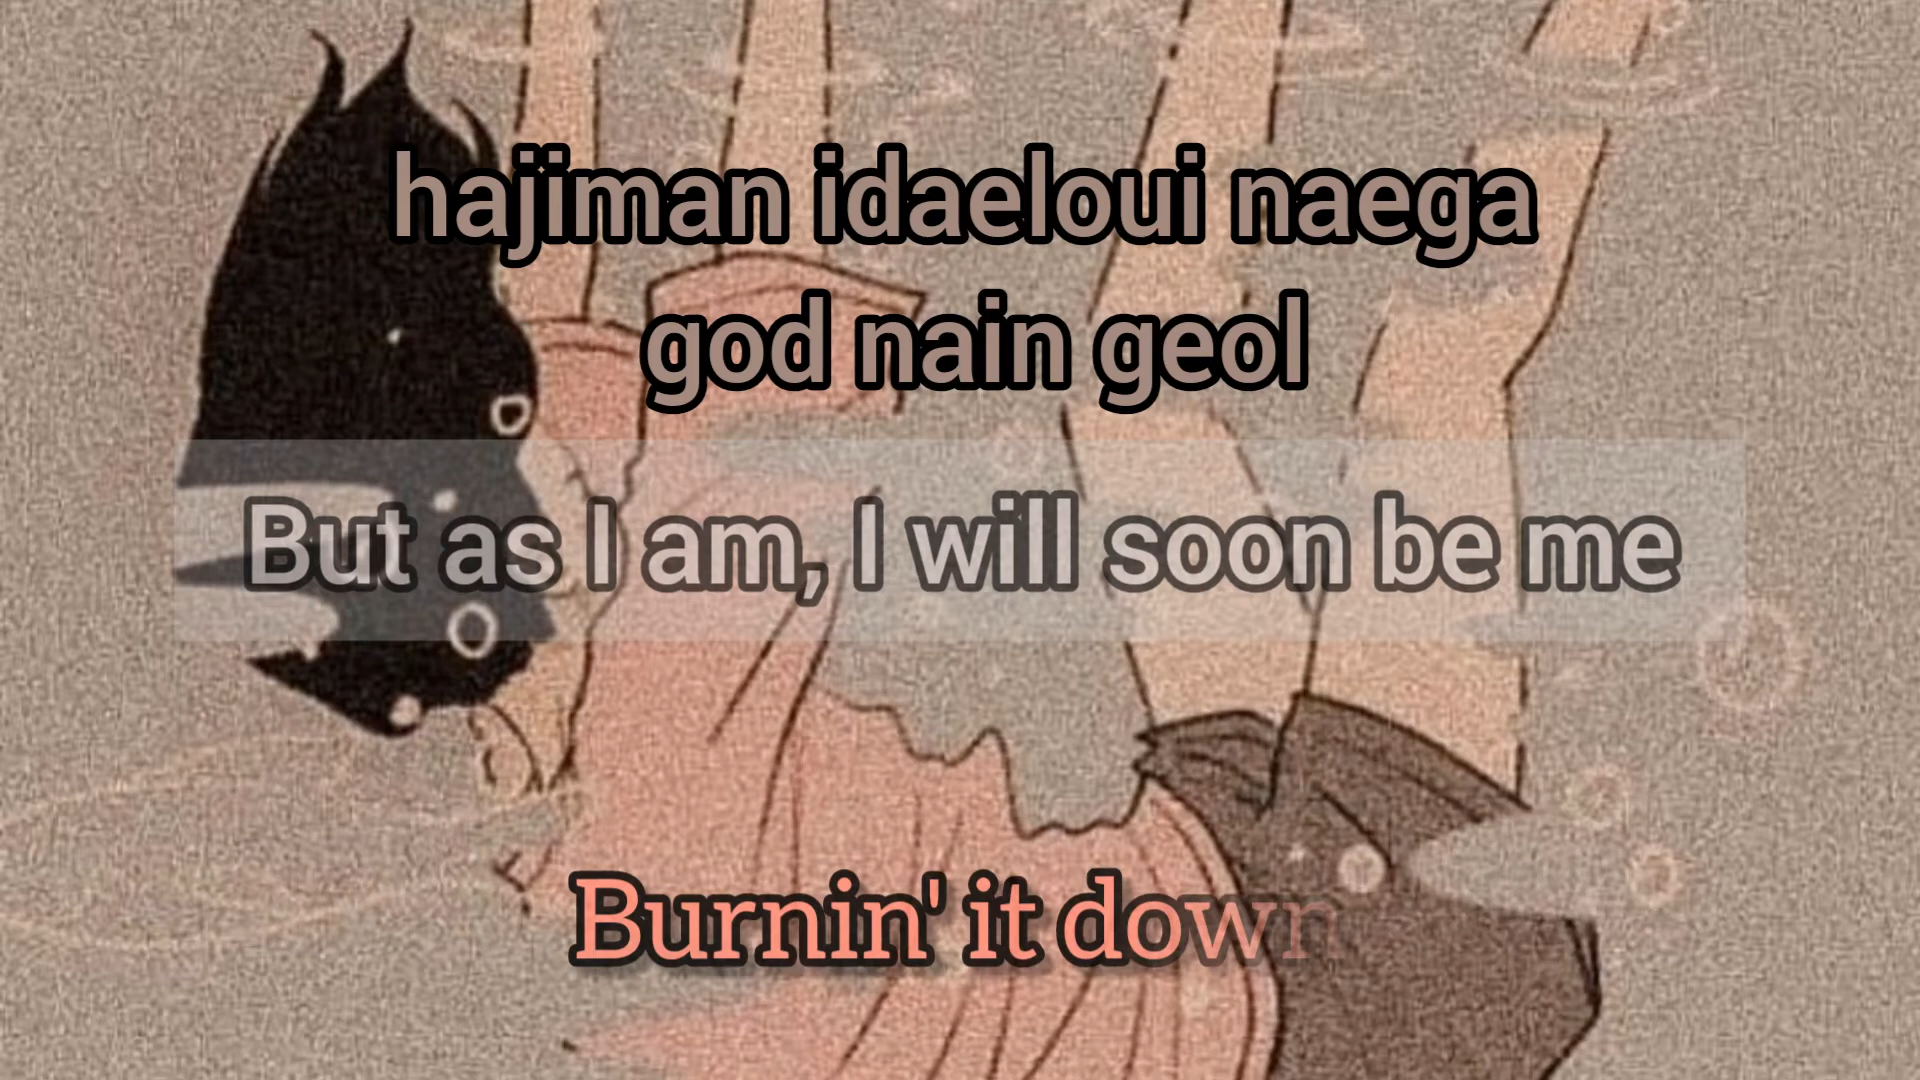 hajiman idaeloui naega
god nain geol
But as I am, I will soon be me
Burnin' it down